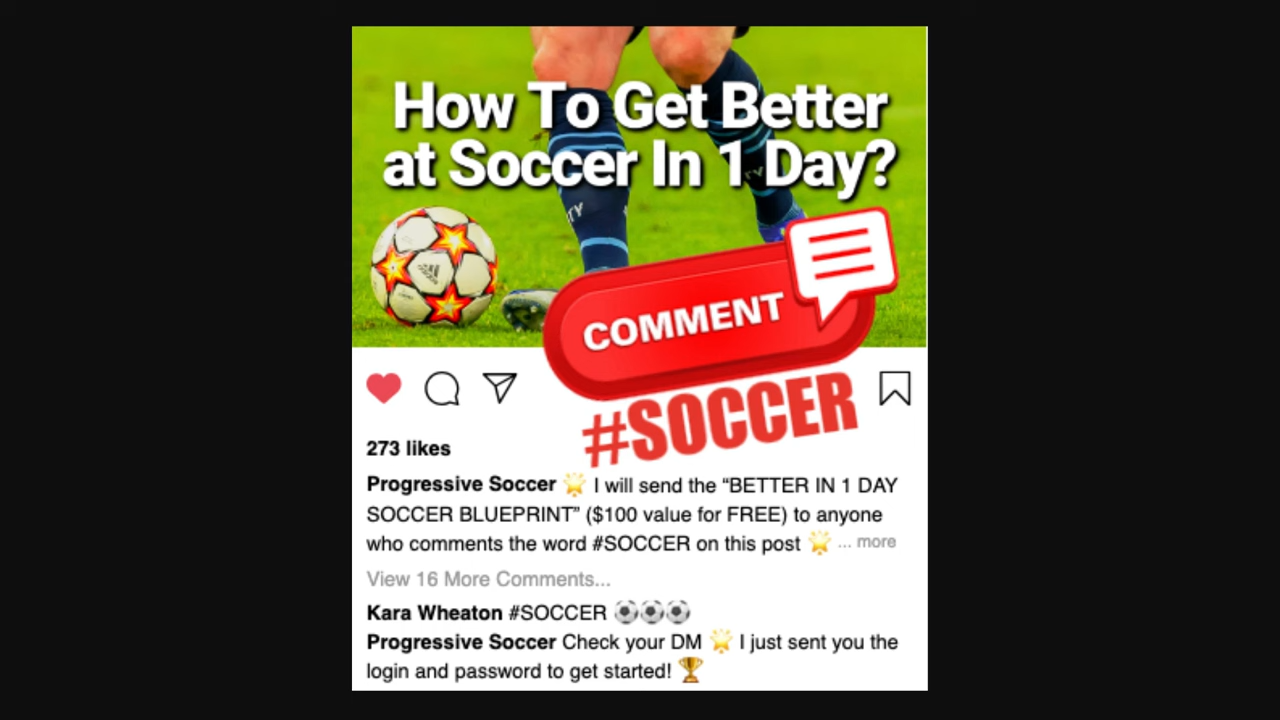 How To Get Better
at Soccer In 1 Day?
TY
TY
adidas
COMMENT
#SOCCER
273 likes
Progressive Soccer 🌟 I will send the “BETTER IN 1 DAY
SOCCER BLUEPRINT” ($100 value for FREE) to anyone
who comments the word #SOCCER on this post 🌟 ... more
View 16 More Comments...
Kara Wheaton #SOCCER ⚽⚽⚽
Progressive Soccer Check your DM 🌟 I just sent you the
login and password to get started! 🏆